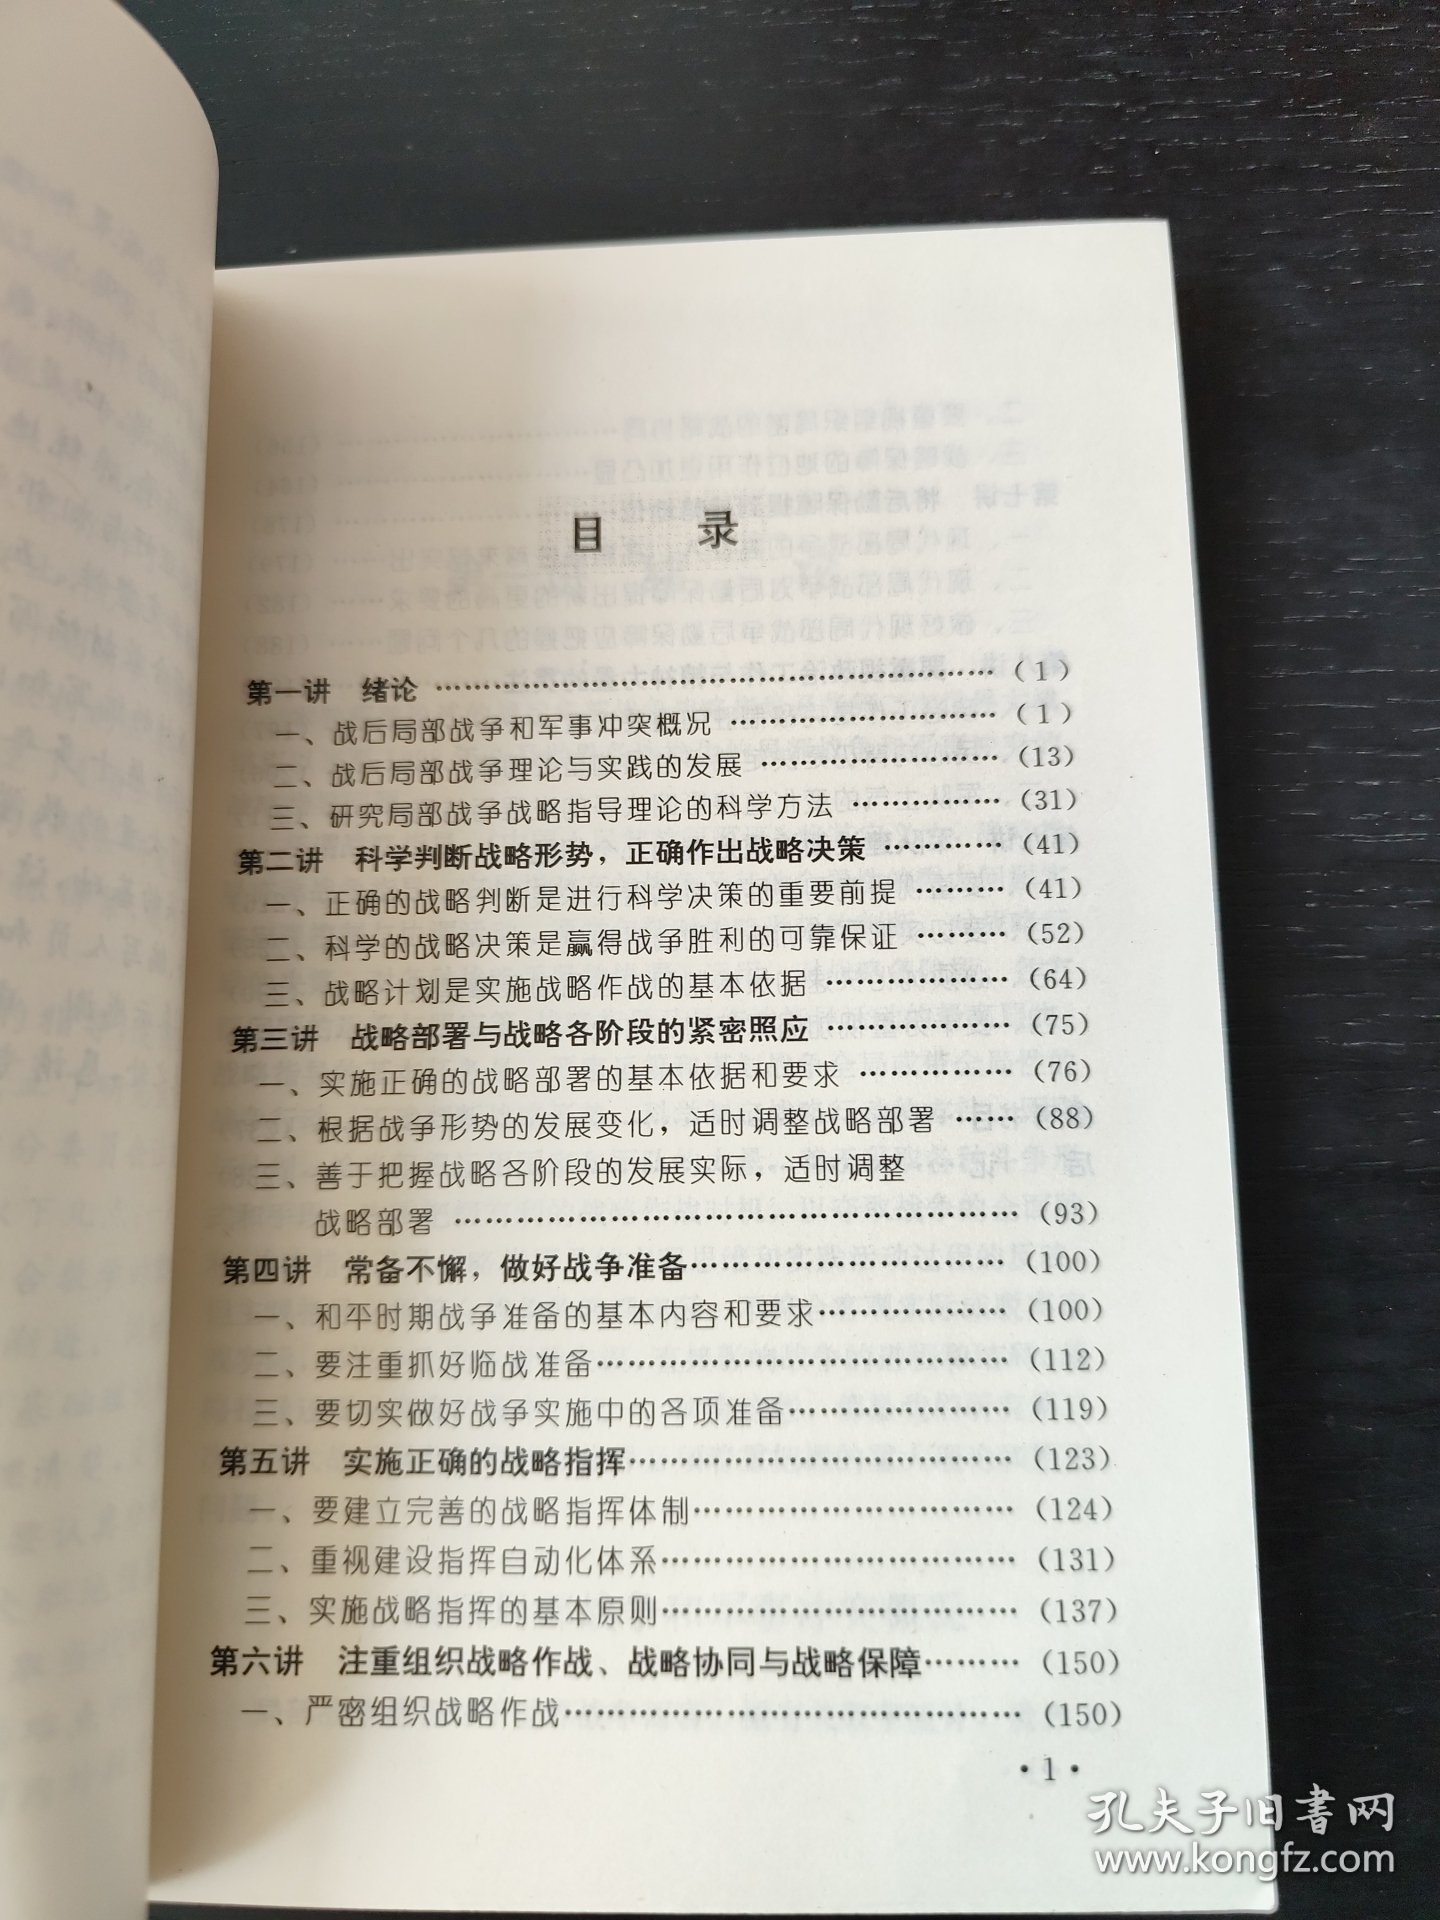 目 录
第一讲 绪论 …………………………………………………… (1)
一、战后局部战争和军事冲突概况 ……………………… (1)
二、战后局部战争理论与实践的发展 …………………… (13)
三、研究局部战争战略指导理论的科学方法 …………… (31)
第二讲 科学判断战略形势，正确作出战略决策 ………… (41)
一、正确的战略判断是进行科学决策的重要前提 ……… (41)
二、科学的战略决策是赢得战争胜利的可靠保证 ……… (52)
三、战略计划是实施战略作战的基本依据 ……………… (64)
第三讲 战略部署与战略各阶段的紧密照应 ……………… (75)
一、实施正确的战略部署的基本依据和要求 …………… (76)
二、根据战争形势的发展变化，适时调整战略部署 …… (88)
三、善于把握战略各阶段的发展实际，适时调整
战略部署 ………………………………………………… (93)
第四讲 常备不懈，做好战争准备………………………… (100)
一、和平时期战争准备的基本内容和要求……………… (100)
二、要注重抓好临战准备………………………………… (112)
三、要切实做好战争实施中的各项准备………………… (119)
第五讲 实施正确的战略指挥……………………………… (123)
一、要建立完善的战略指挥体制………………………… (124)
二、重视建设指挥自动化体系…………………………… (131)
三、实施战略指挥的基本原则…………………………… (137)
第六讲 注重组织战略作战、战略协同与战略保障……… (150)
一、严密组织战略作战…………………………………… (150)
· 1 ·
孔夫子旧书网
www.kongfz.com